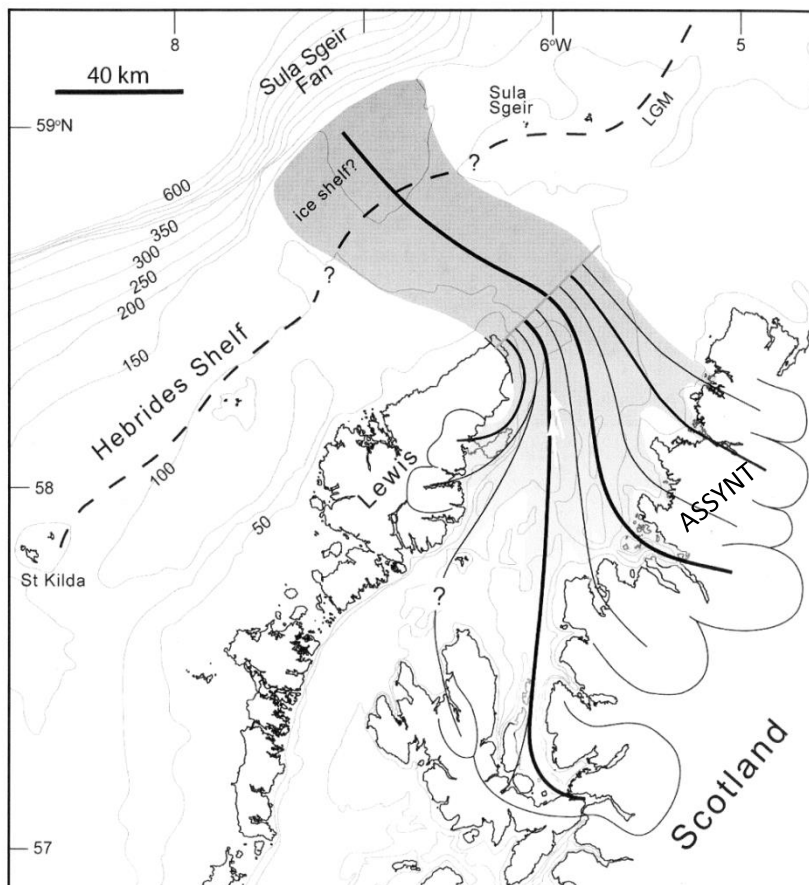 8
6°W
5
40 km
Sula Sgeir
Fan
Sula
Sgeir
LGM
59°N
?
600
ice shelf?
350
300
250
200
?
150
Hebrides Shelf
100
Lewis
58
ASSYNT
50
St Kilda
?
Scotland
57